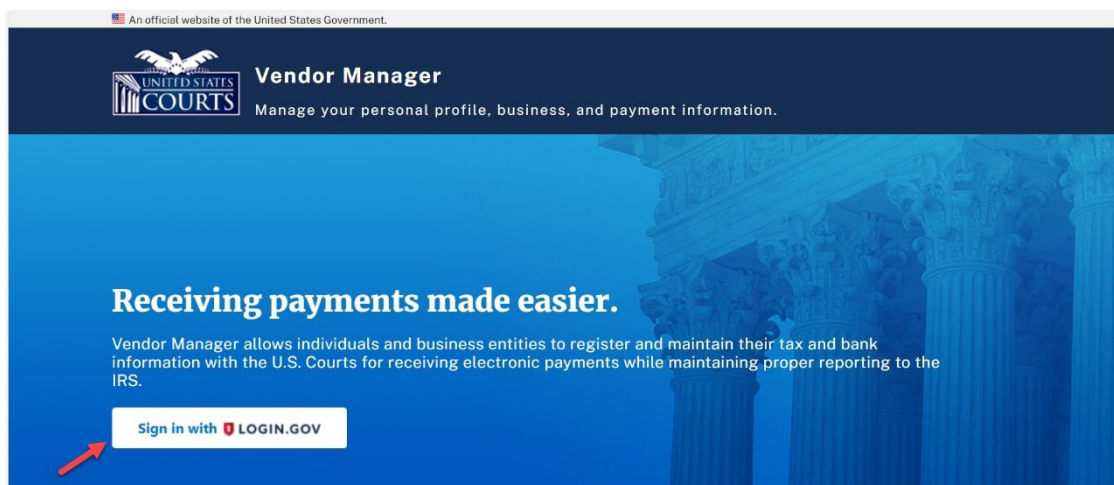 An official website of the United States Government.
UNITED STATES
COURTS
Vendor Manager
Manage your personal profile, business, and payment information.
Receiving payments made easier.
Vendor Manager allows individuals and business entities to register and maintain their tax and bank
information with the U.S. Courts for receiving electronic payments while maintaining proper reporting to the
IRS.
Sign in with LOGIN.GOV